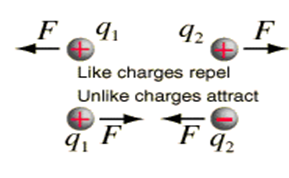 F + q1 q2 + F
Like charges repel
Unlike charges attract
+ F F −
q1 q2